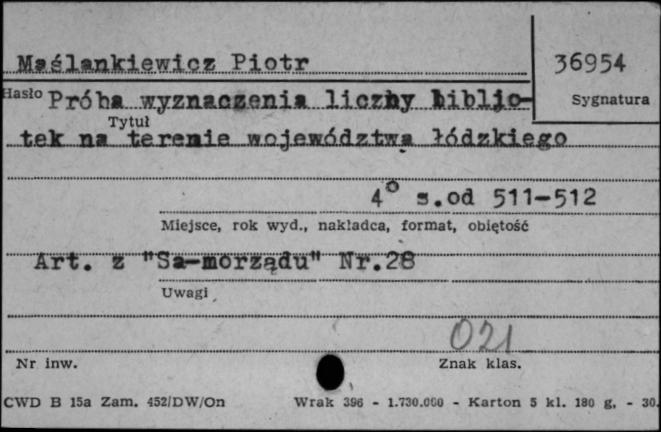 Maślankiewicz Piotr
36954
Hasło Próba wyznaczenia liczby bibljo-
Sygnatura
Tytuł
tek na terenie województwa łódzkiego
4° s.od 511-512
Miejsce, rok wyd., nakładca, format, objętość
Art. z "Sa-morządu" Nr.28
Uwagi
021
Nr inw.
Znak klas.
CWD B 15a Zam. 452/DW/On Wrak 396 - 1.730.000 - Karton 5 kl. 180 g. - 30.